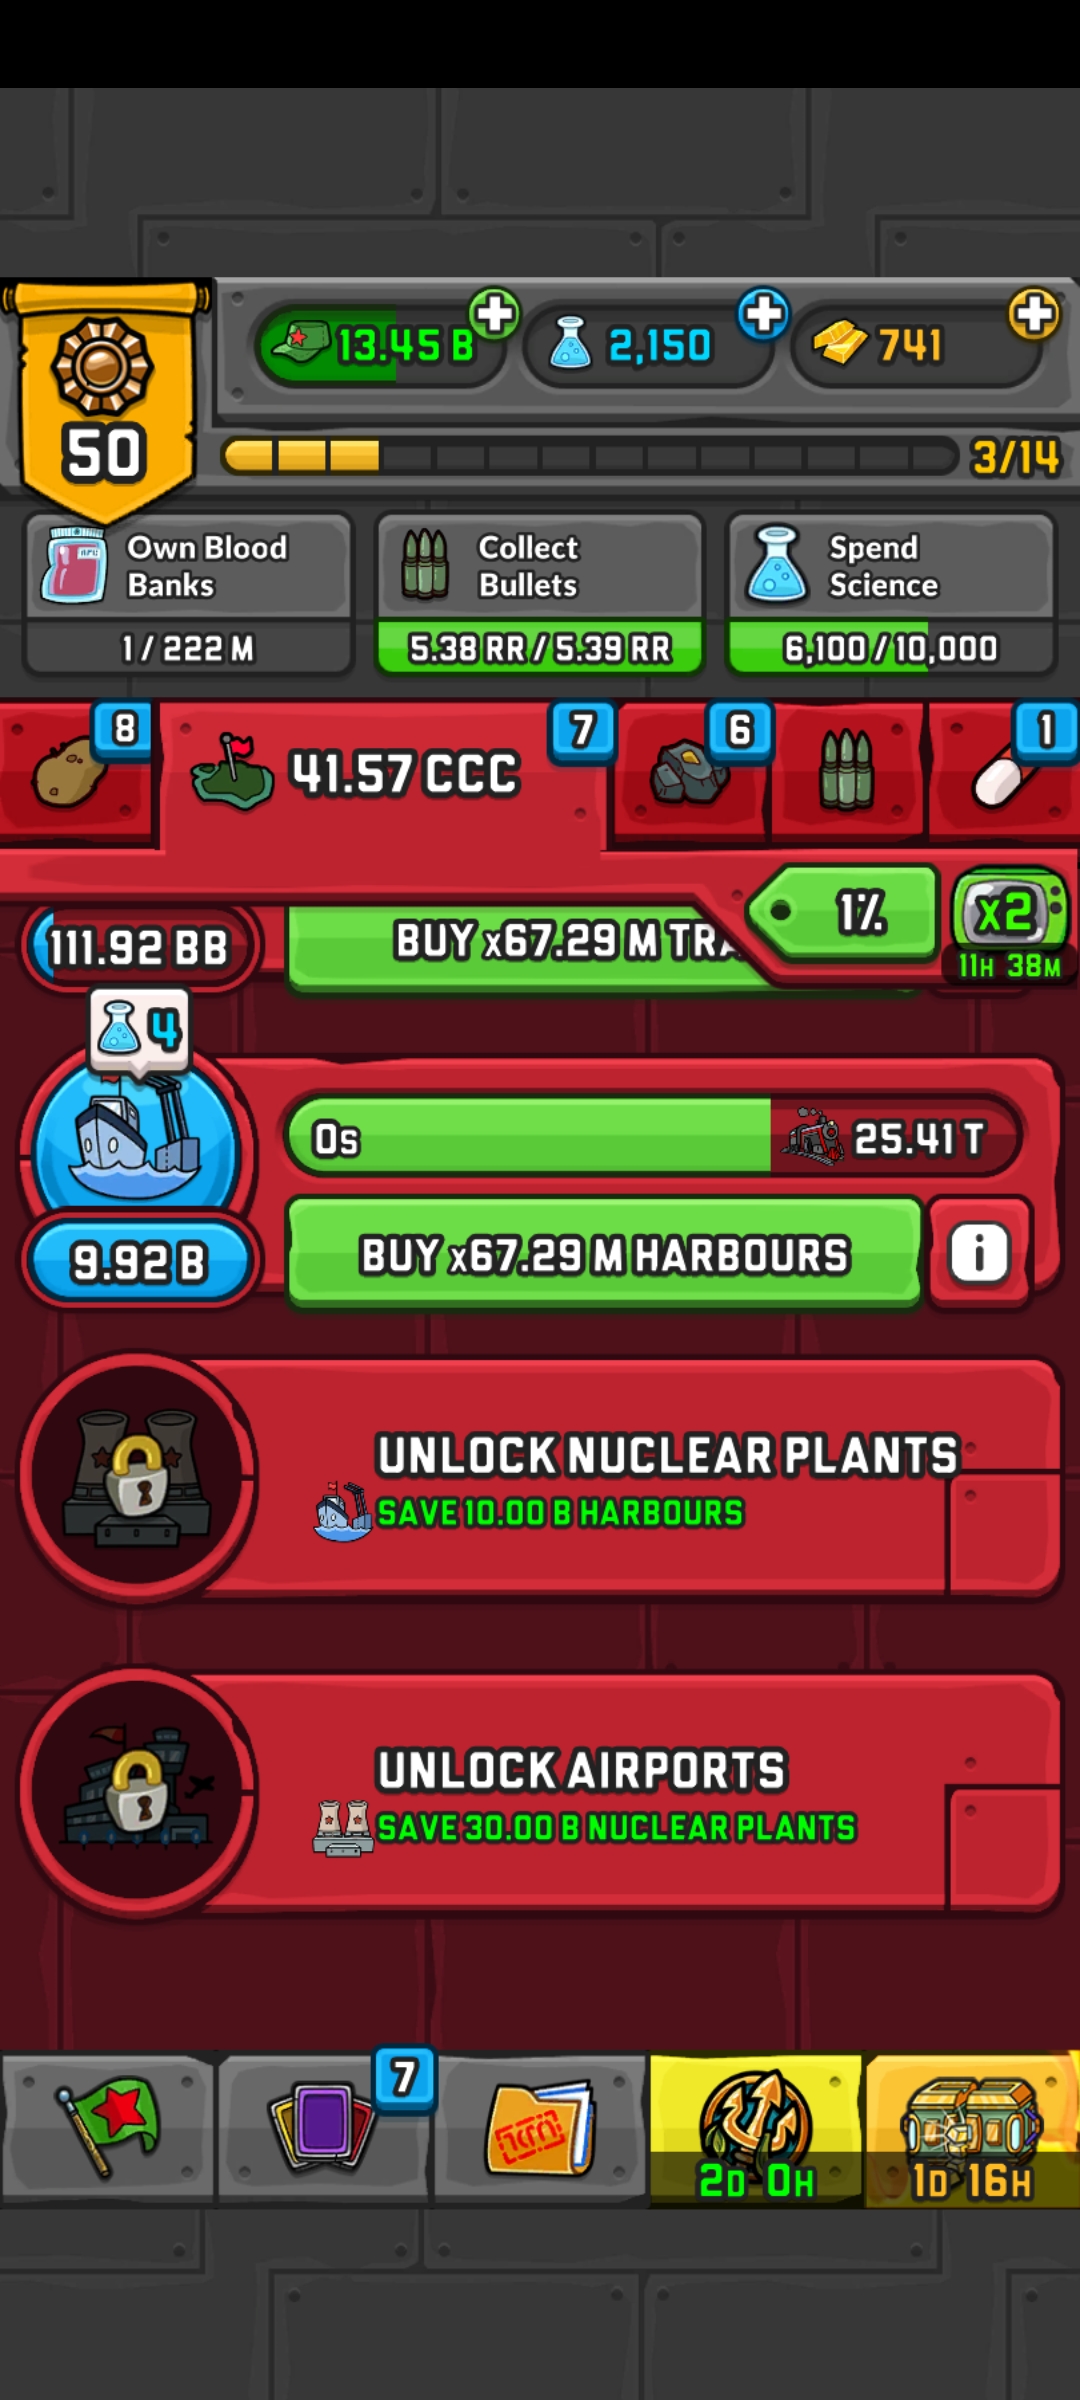 13.45 B
2,150
741
50
3/14
Own Blood
Banks
1 / 222 M
Collect
Bullets
5.38 RR / 5.39 RR
Spend
Science
6,100 / 10,000
8
41.57 CCC
7
6
1
1%
x2
11H 38M
111.92 BB
BUY x67.29 M TRA
4
0s
25.41 T
9.92 B
BUY x67.29 M HARBOURS
i
UNLOCK NUCLEAR PLANTS
SAVE 10.00 B HARBOURS
UNLOCK AIRPORTS
SAVE 30.00 B NUCLEAR PLANTS
7
2D 0H
1D 16H